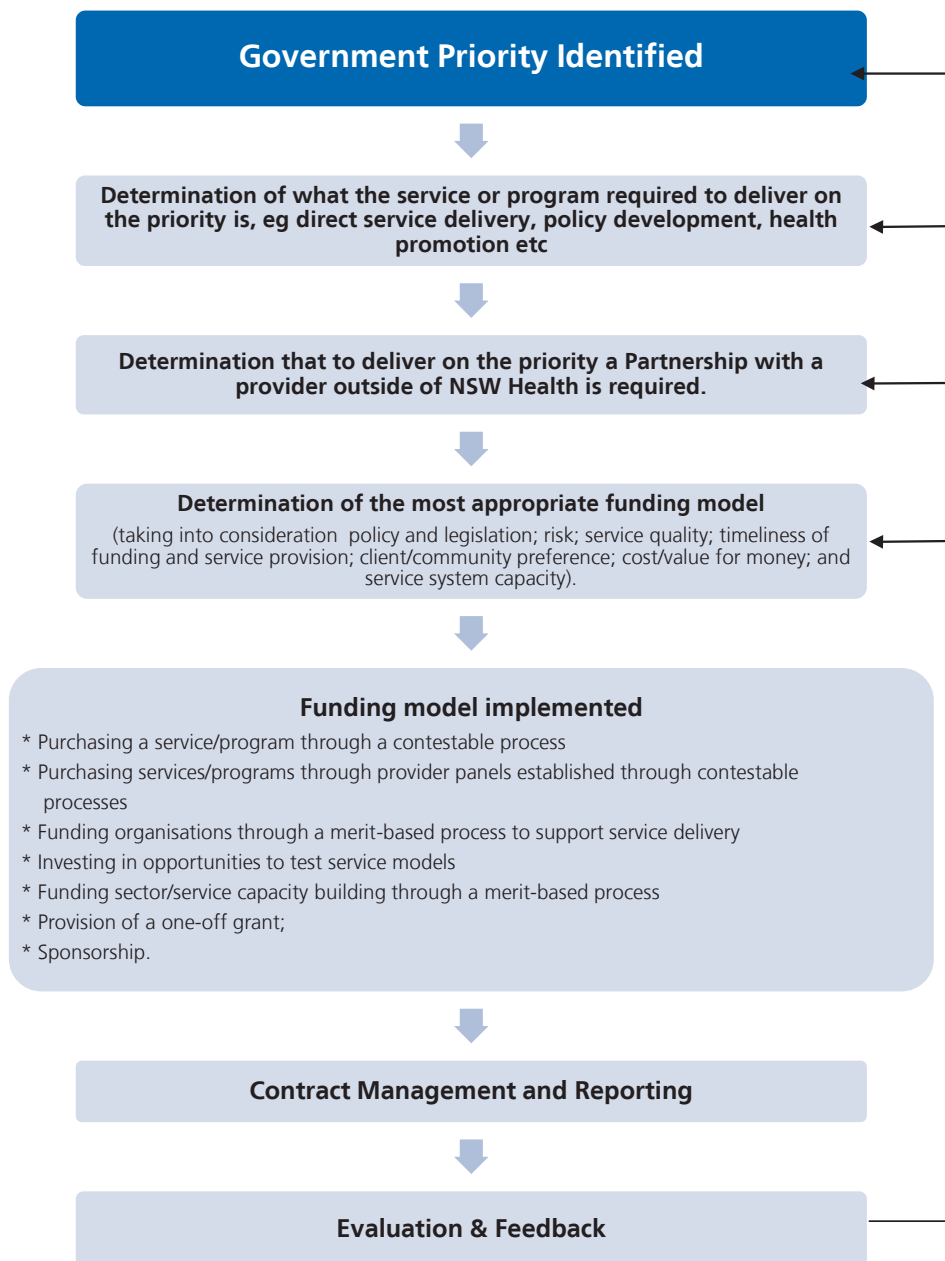 Government Priority Identified
Determination of what the service or program required to deliver on
the priority is, eg direct service delivery, policy development, health
promotion etc
Determination that to deliver on the priority a Partnership with a
provider outside of NSW Health is required.
Determination of the most appropriate funding model
(taking into consideration policy and legislation; risk; service quality; timeliness of
funding and service provision; client/community preference; cost/value for money; and
service system capacity).
Funding model implemented
* Purchasing a service/program through a contestable process
* Purchasing services/programs through provider panels established through contestable
processes
* Funding organisations through a merit-based process to support service delivery
* Investing in opportunities to test service models
* Funding sector/service capacity building through a merit-based process
* Provision of a one-off grant;
* Sponsorship.
Contract Management and Reporting
Evaluation & Feedback